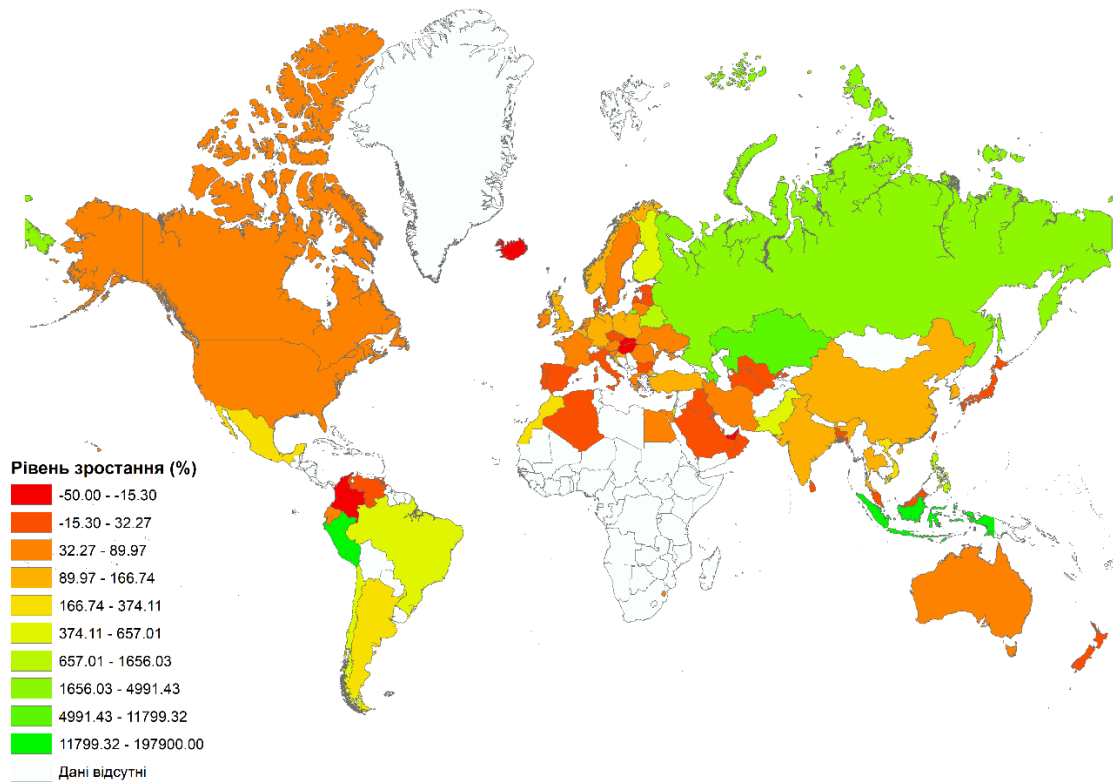 Рівень зростання (%)
-50.00 - -15.30
-15.30 - 32.27
32.27 - 89.97
89.97 - 166.74
166.74 - 374.11
374.11 - 657.01
657.01 - 1656.03
1656.03 - 4991.43
4991.43 - 11799.32
11799.32 - 197900.00
Дані відсутні